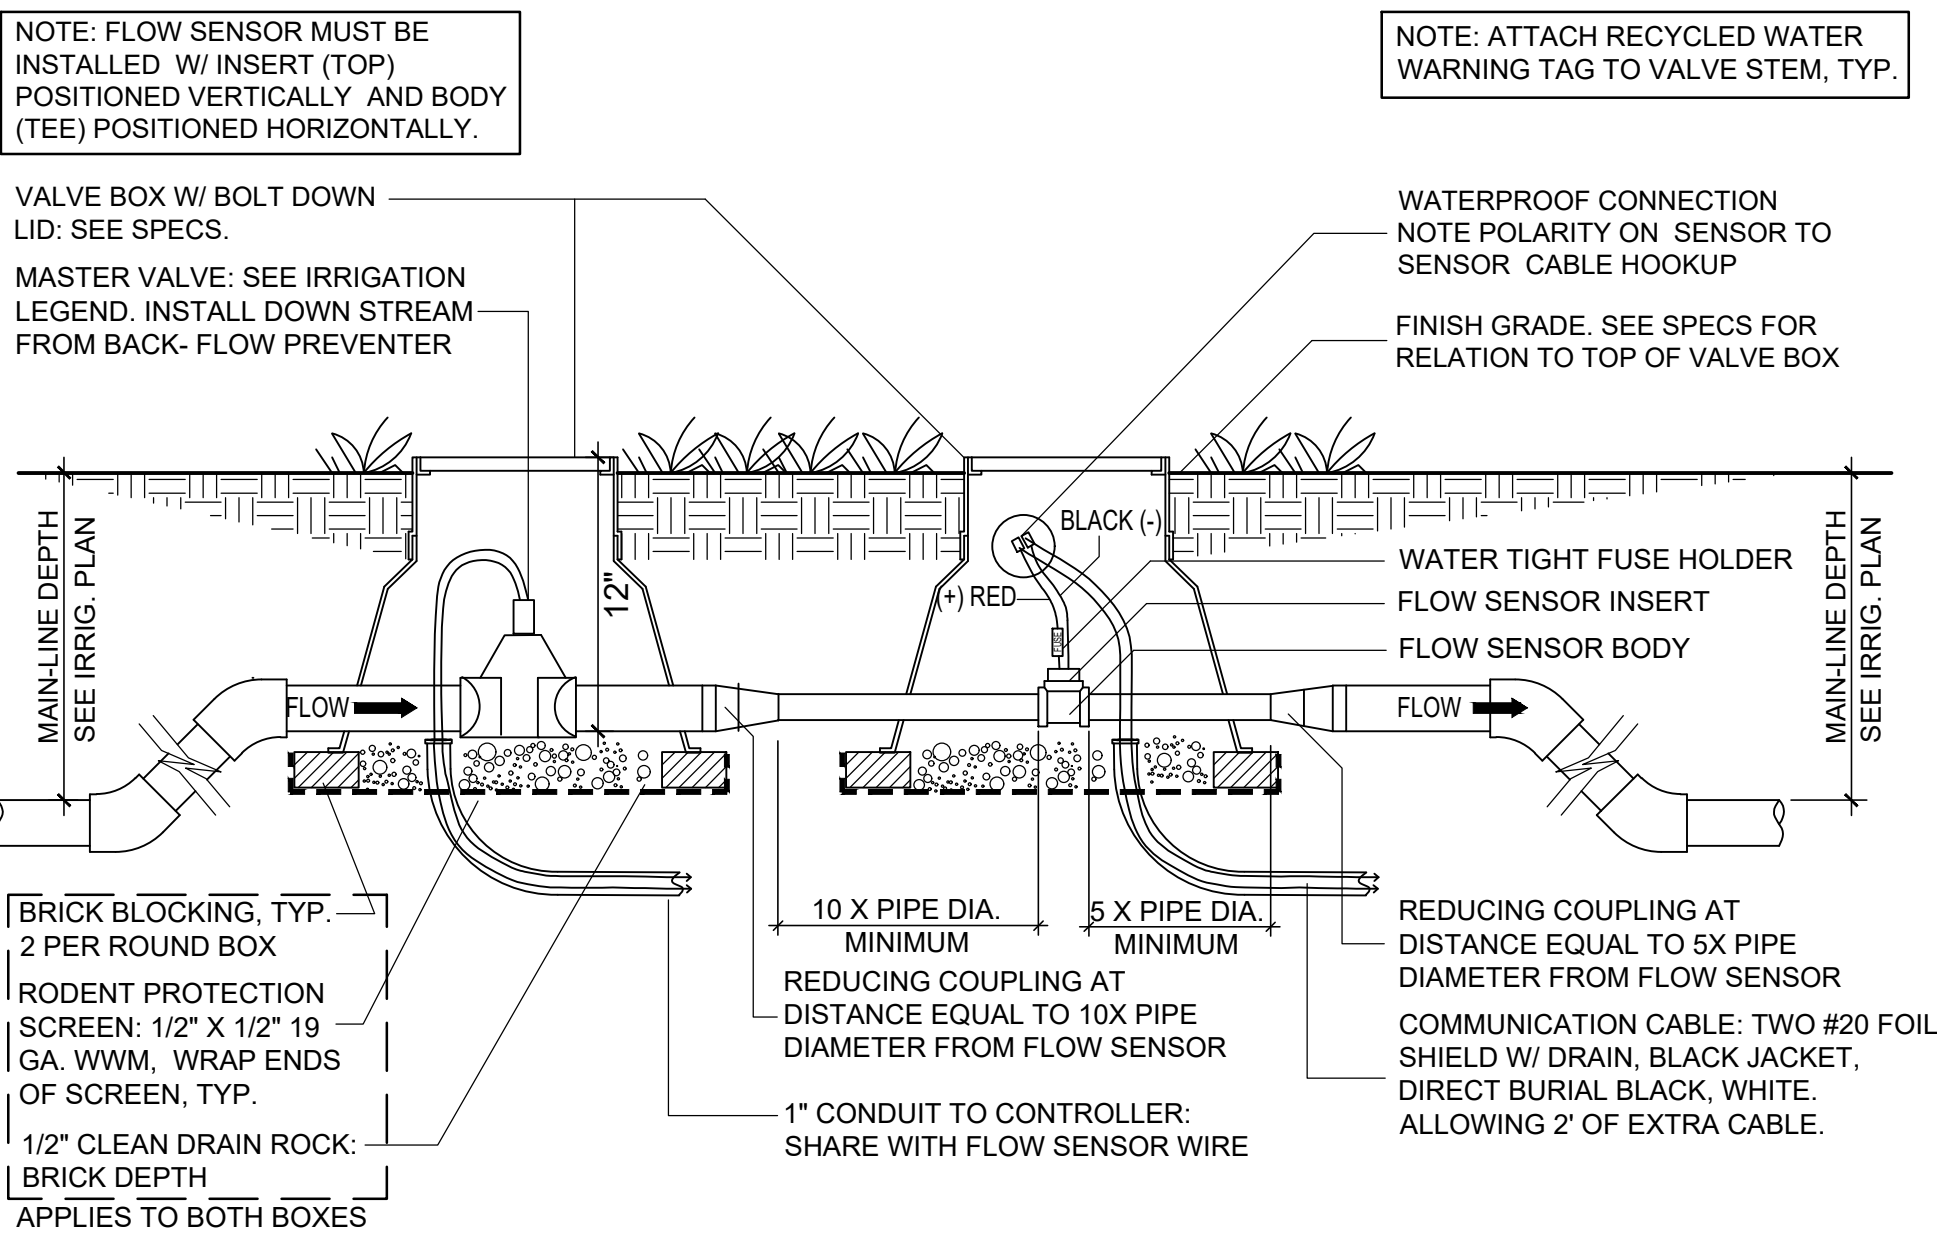 NOTE: FLOW SENSOR MUST BE
INSTALLED W/ INSERT (TOP)
POSITIONED VERTICALLY AND BODY
(TEE) POSITIONED HORIZONTALLY.
NOTE: ATTACH RECYCLED WATER
WARNING TAG TO VALVE STEM, TYP.
VALVE BOX W/ BOLT DOWN
LID: SEE SPECS.
MASTER VALVE: SEE IRRIGATION
LEGEND. INSTALL DOWN STREAM
FROM BACK- FLOW PREVENTER
WATERPROOF CONNECTION
NOTE POLARITY ON SENSOR TO
SENSOR CABLE HOOKUP
FINISH GRADE. SEE SPECS FOR
RELATION TO TOP OF VALVE BOX
MAIN-LINE DEPTH
SEE IRRIG. PLAN
12"
BLACK (-)
(+) RED
FUSE
WATER TIGHT FUSE HOLDER
FLOW SENSOR INSERT
FLOW SENSOR BODY
MAIN-LINE DEPTH
SEE IRRIG. PLAN
FLOW
FLOW
BRICK BLOCKING, TYP.
2 PER ROUND BOX
RODENT PROTECTION
SCREEN: 1/2" X 1/2" 19
GA. WWM, WRAP ENDS
OF SCREEN, TYP.
1/2" CLEAN DRAIN ROCK:
BRICK DEPTH
APPLIES TO BOTH BOXES
10 X PIPE DIA.
MINIMUM
5 X PIPE DIA.
MINIMUM
REDUCING COUPLING AT
DISTANCE EQUAL TO 10X PIPE
DIAMETER FROM FLOW SENSOR
1" CONDUIT TO CONTROLLER:
SHARE WITH FLOW SENSOR WIRE
REDUCING COUPLING AT
DISTANCE EQUAL TO 5X PIPE
DIAMETER FROM FLOW SENSOR
COMMUNICATION CABLE: TWO #20 FOIL
SHIELD W/ DRAIN, BLACK JACKET,
DIRECT BURIAL BLACK, WHITE.
ALLOWING 2' OF EXTRA CABLE.